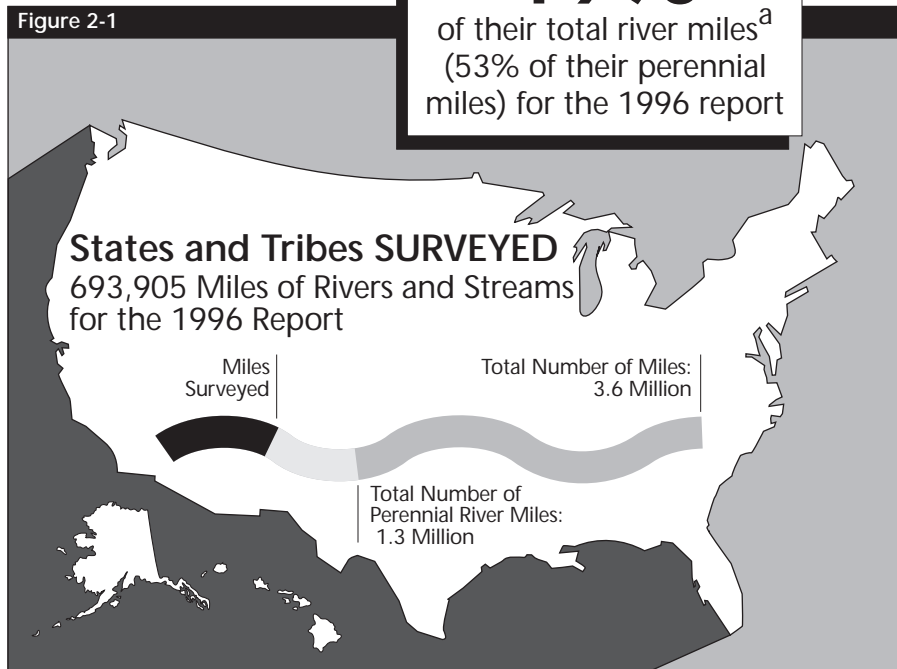 Figure 2-1
of their total river milesa
(53% of their perennial
miles) for the 1996 report
States and Tribes SURVEYED
693,905 Miles of Rivers and Streams
for the 1996 Report
Miles
Surveyed
Total Number of Miles:
3.6 Million
Total Number of
Perennial River Miles:
1.3 Million